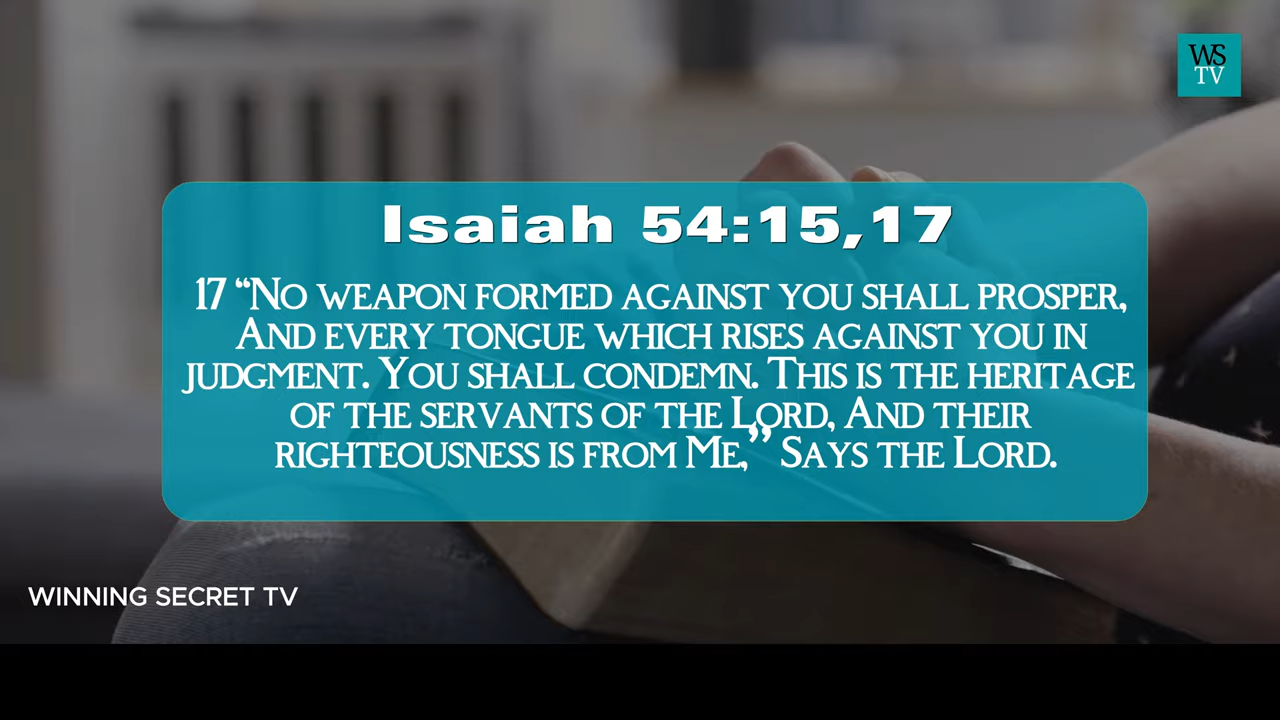 WS
TV
Isaiah 54:15,17
17 “No weapon formed against you shall prosper,
And every tongue which rises against you in
judgment. You shall condemn. This is the heritage
of the servants of the Lord, And their
righteousness is from Me,” Says the Lord.
WINNING SECRET TV